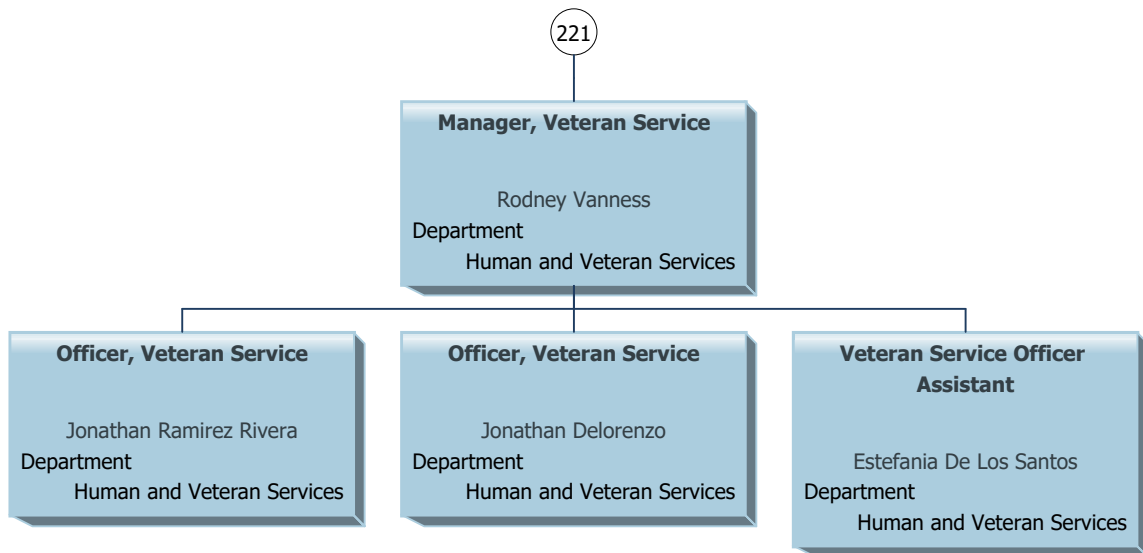 221
Manager, Veteran Service
Rodney Vanness
Department
Human and Veteran Services
Officer, Veteran Service
Jonathan Ramirez Rivera
Department
Human and Veteran Services
Officer, Veteran Service
Jonathan Delorenzo
Department
Human and Veteran Services
Veteran Service Officer
Assistant
Estefania De Los Santos
Department
Human and Veteran Services